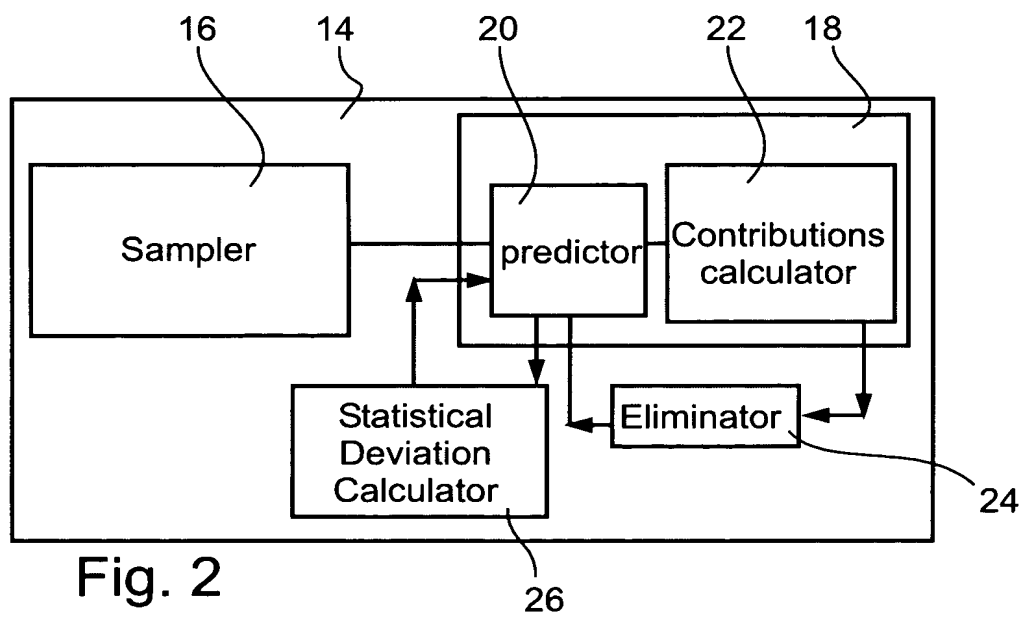 16 14 20 22 18
Sampler
predictor
Contributions
calculator
Statistical
Deviation
Calculator
Eliminator
24
26
Fig. 2